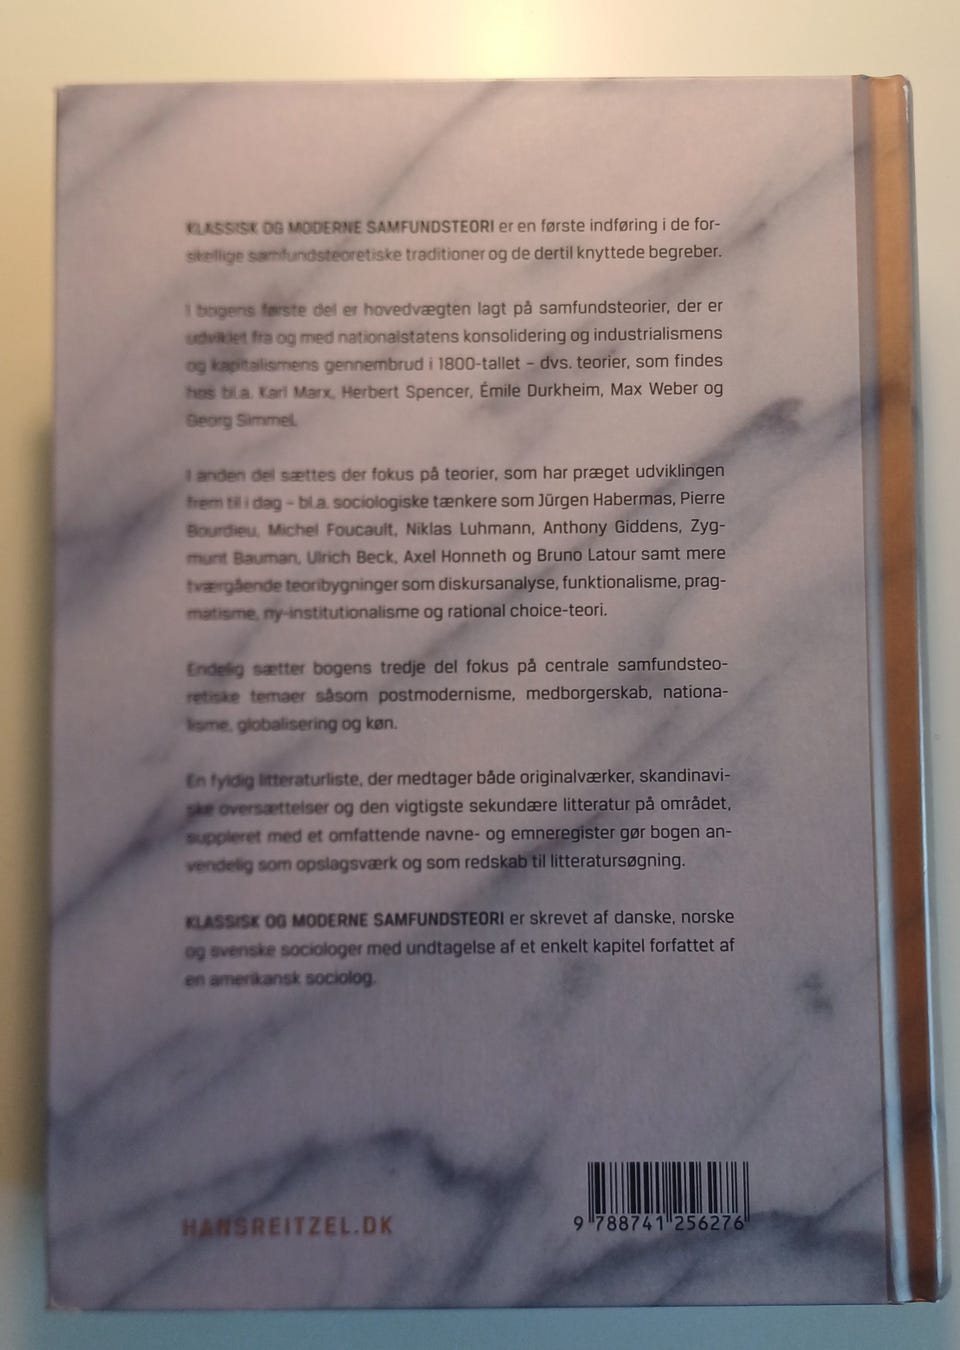 KLASSISK OG MODERNE SAMFUNDSTEORI er en første indføring i de for-
skellige samfundsteoretiske traditioner og de dertil knyttede begreber.
I bogens første del er hovedvægten lagt på samfundsteorier, der er
udviklet fra og med nationalstatens konsolidering og industrialismens
og kapitalismens gennembrud i 1800-tallet – dvs. teorier, som findes
hos bl.a. Karl Marx, Herbert Spencer, Émile Durkheim, Max Weber og
Georg Simmel.
I anden del sættes der fokus på teorier, som har præget udviklingen
frem til i dag – bl.a. sociologiske tænkere som Jürgen Habermas, Pierre
Bourdieu, Michel Foucault, Niklas Luhmann, Anthony Giddens, Zyg-
munt Bauman, Ulrich Beck, Axel Honneth og Bruno Latour samt mere
tværgående teoribygninger som diskursanalyse, funktionalisme, prag-
matisme, ny-institutionalisme og rational choice-teori.
Endelig sætter bogens tredje del fokus på centrale samfundsteo-
retiske temaer såsom postmodernisme, medborgerskab, nationa-
lisme, globalisering og køn.
En fyldig litteraturliste, der medtager både originalværker, skandinavi-
ske oversættelser og den vigtigste sekundære litteratur på området,
suppleret med et omfattende navne- og emneregister gør bogen an-
vendelig som opslagsværk og som redskab til litteratursøgning.
KLASSISK OG MODERNE SAMFUNDSTEORI er skrevet af danske, norske
og svenske sociologer med undtagelse af et enkelt kapitel forfattet af
en amerikansk sociolog.
HANSREITZEL.DK
9 788741 256276